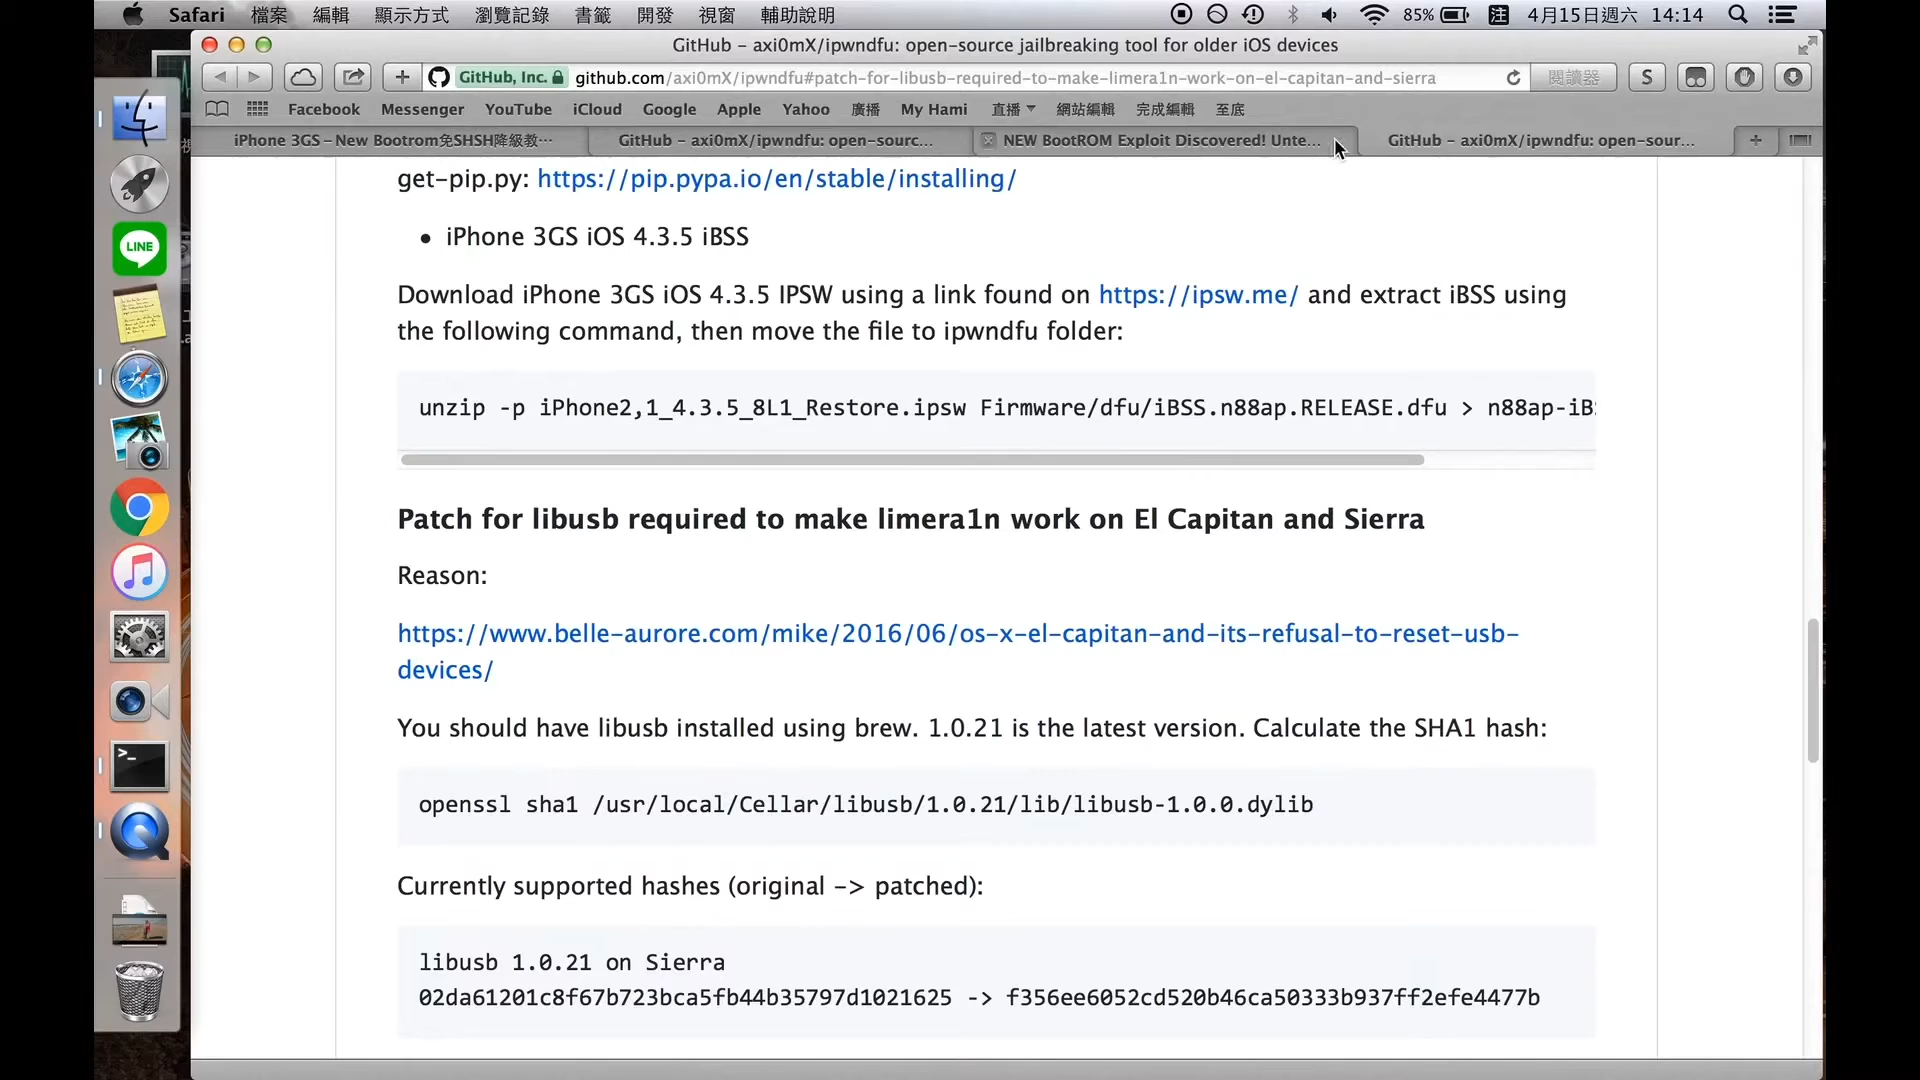 Safari 檔案 編輯 顯示方式 瀏覽記錄 書籤 開發 視窗 輔助說明 85% 注 4月15日週六 14:14
GitHub – axi0mX/ipwndfu: open-source jailbreaking tool for older iOS devices
GitHub, Inc. github.com/axi0mX/ipwndfu#patch-for-libusb-required-to-make-limera1n-work-on-el-capitan-and-sierra 閱讀器 S
Facebook Messenger YouTube iCloud Google Apple Yahoo 廣播 My Hami 直播 網站編輯 完成編輯 至底
iPhone 3GS – New Bootrom免SHSH降級教… GitHub – axi0mX/ipwndfu: open-sourc... NEW BootROM Exploit Discovered! Unte... GitHub – axi0mX/ipwndfu: open-sour...
get-pip.py: https://pip.pypa.io/en/stable/installing/
• iPhone 3GS iOS 4.3.5 iBSS
Download iPhone 3GS iOS 4.3.5 IPSW using a link found on https://ipsw.me/ and extract iBSS using
the following command, then move the file to ipwndfu folder:
unzip -p iPhone2,1_4.3.5_8L1_Restore.ipsw Firmware/dfu/iBSS.n88ap.RELEASE.dfu > n88ap-iB
Patch for libusb required to make limera1n work on El Capitan and Sierra
Reason:
https://www.belle-aurore.com/mike/2016/06/os-x-el-capitan-and-its-refusal-to-reset-usb-
devices/
You should have libusb installed using brew. 1.0.21 is the latest version. Calculate the SHA1 hash:
openssl sha1 /usr/local/Cellar/libusb/1.0.21/lib/libusb-1.0.0.dylib
Currently supported hashes (original -> patched):
libusb 1.0.21 on Sierra
02da61201c8f67b723bca5fb44b35797d1021625 -> f356ee6052cd520b46ca50333b937ff2efe4477b
LINE